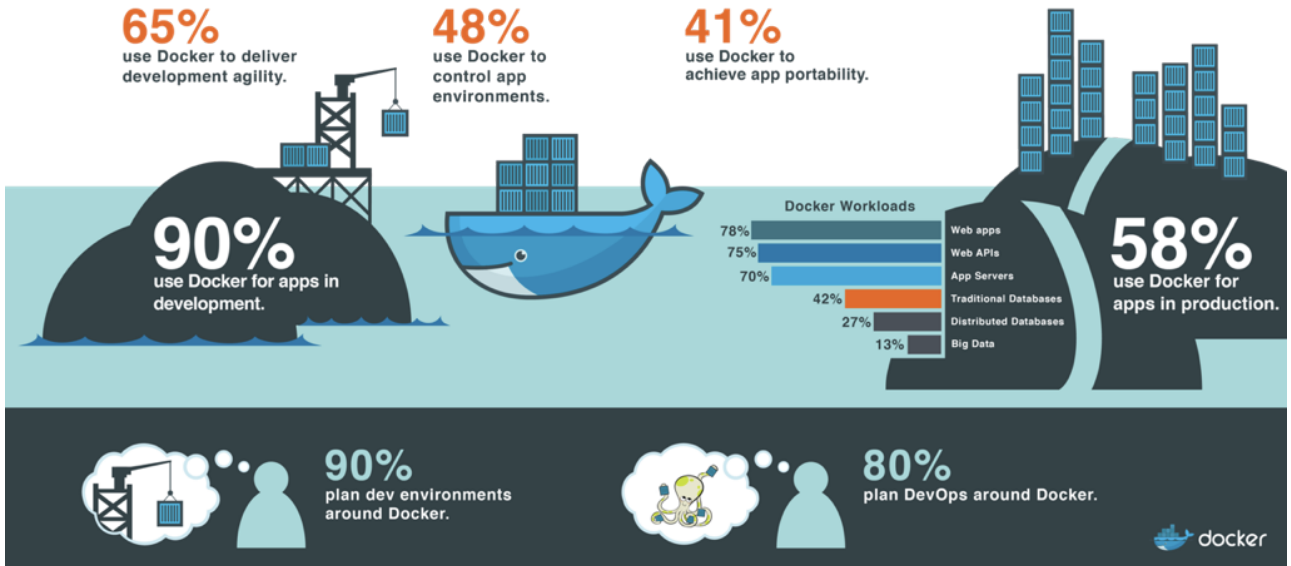 65%
use Docker to deliver
development agility.
48%
use Docker to
control app
environments.
41%
use Docker to
achieve app portability.
90%
use Docker for apps in
development.
Docker Workloads
78% Web apps
75% Web APIs
70% App Servers
42% Traditional Databases
27% Distributed Databases
13% Big Data
58%
use Docker for
apps in production.
90%
plan dev environments
around Docker.
80%
plan DevOps around Docker.
docker